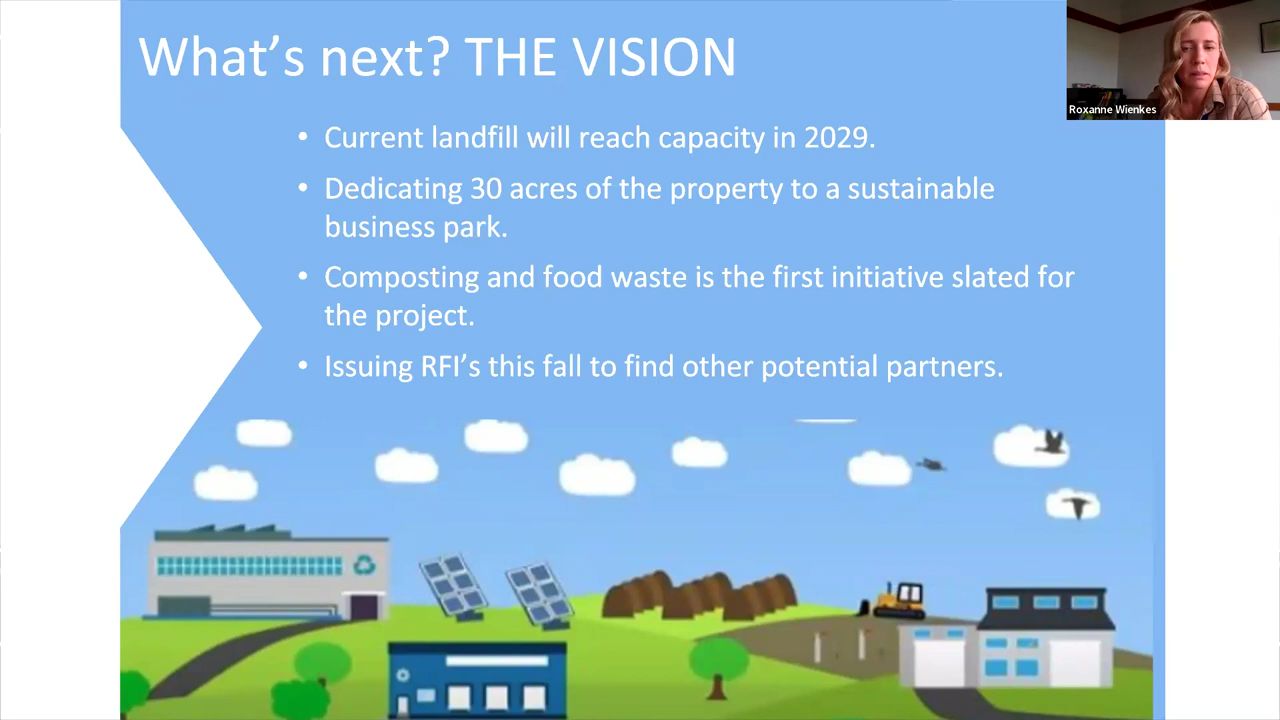 What's next? THE VISION
Roxanne Wienkes
• Current landfill will reach capacity in 2029.
• Dedicating 30 acres of the property to a sustainable
business park.
• Composting and food waste is the first initiative slated for
the project.
• Issuing RFI's this fall to find other potential partners.